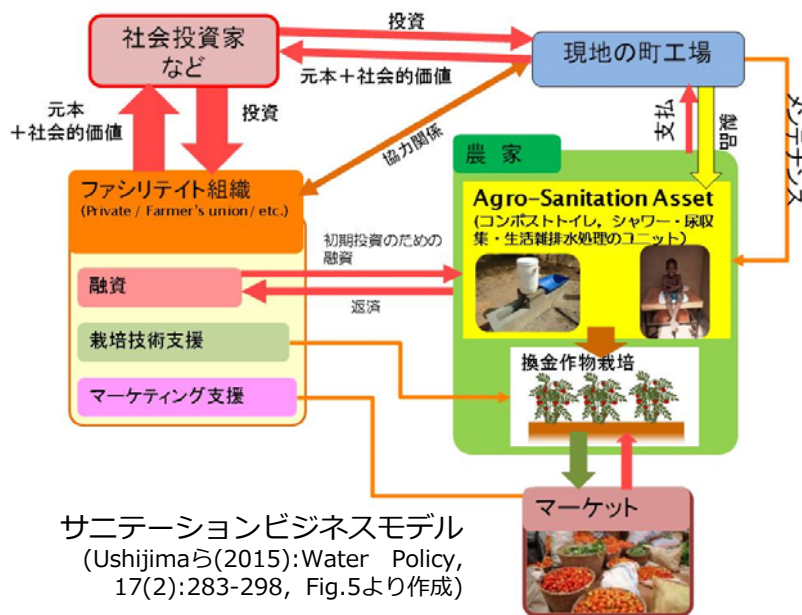 社会投資家
など
投資
元本＋社会的価値
現地の町工場
元本
＋社会的価値
投資
協力関係
支払
製品
メンテナンス
農 家
ファシリテイト組織
(Private / Farmer's union / etc.)
Agro-Sanitation Asset
(コンポストトイレ，シャワー・尿収
集・生活雑排水処理のユニット)
初期投資のための
融資
融資
返済
栽培技術支援
換金作物栽培
マーケティング支援
マーケット
サニテーションビジネスモデル
(Ushijimaら(2015):Water Policy,
17(2):283-298, Fig.5より作成)